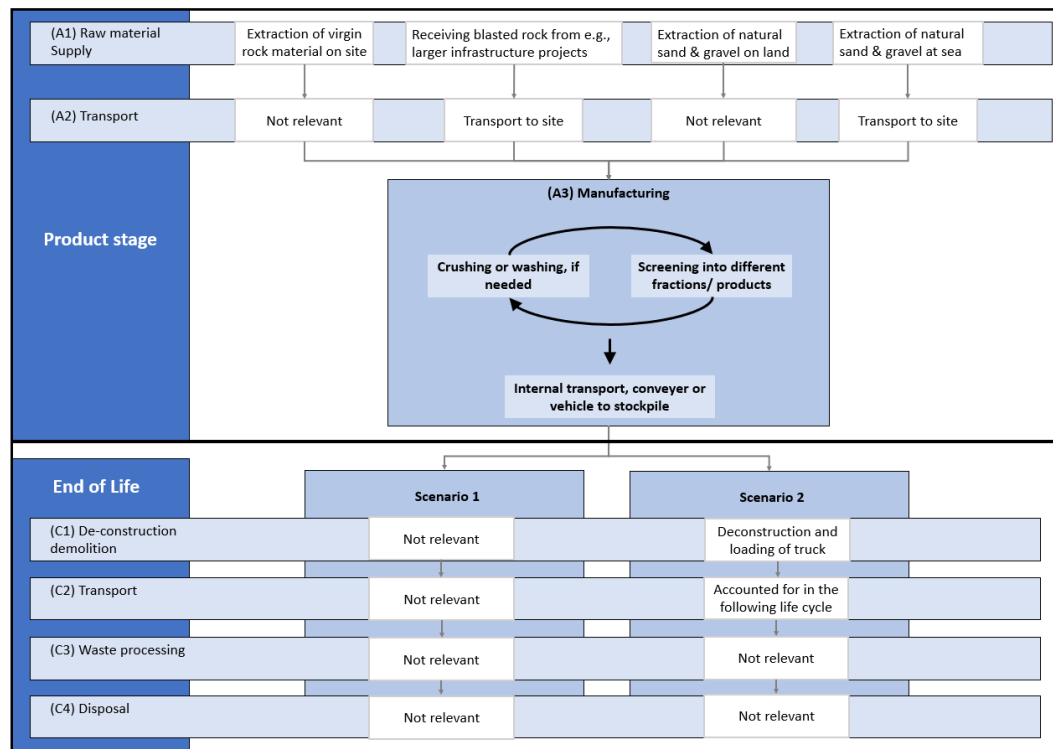 (A1) Raw material
Supply
Extraction of virgin
rock material on site
Receiving blasted rock from e.g.,
larger infrastructure projects
Extraction of natural
sand & gravel on land
Extraction of natural
sand & gravel at sea
(A2) Transport
Not relevant
Transport to site
Not relevant
Transport to site
Product stage
(A3) Manufacturing
Crushing or washing, if
needed
Screening into different
fractions/ products
Internal transport, conveyer or
vehicle to stockpile
End of Life
Scenario 1
Scenario 2
(C1) De-construction
demolition
Not relevant
Deconstruction and
loading of truck
(C2) Transport
Not relevant
Accounted for in the
following life cycle
(C3) Waste processing
Not relevant
Not relevant
(C4) Disposal
Not relevant
Not relevant